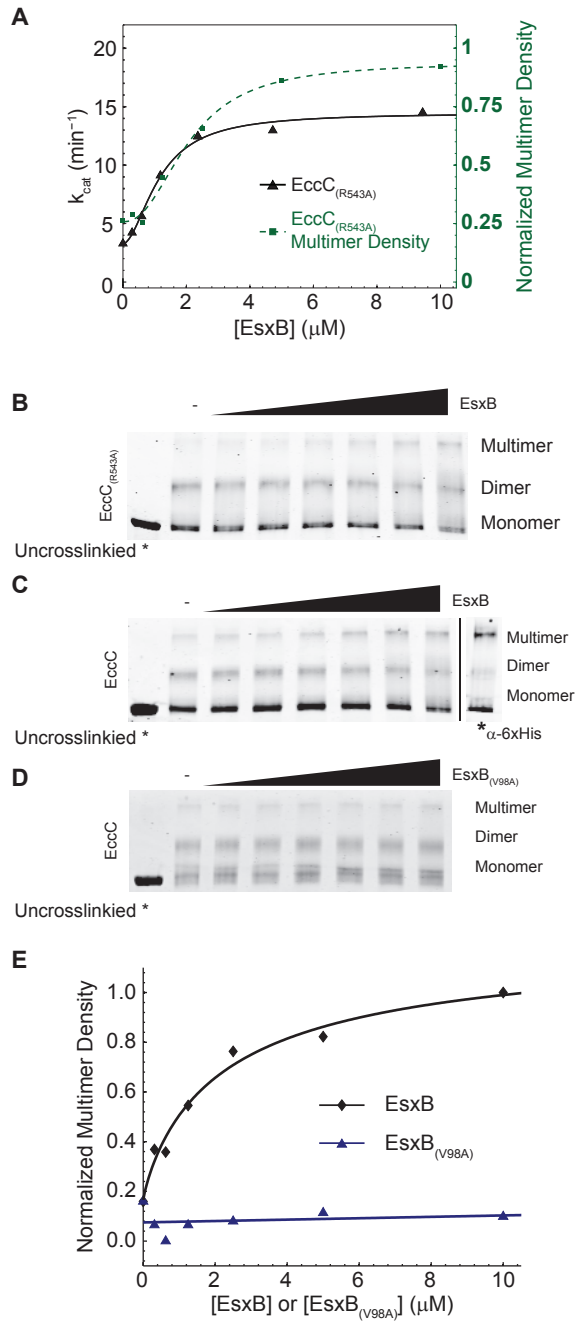 A
20
15
10
5
0
k_cat (min⁻¹)
1
0.75
0.50
0.25
0
Normalized Multimer Density
EccC(R543A)
EccC(R543A)
Multimer Density
0 2 4 6 8 10
[EsxB] (μM)
B
- EsxB
EccC(R543A)
Multimer
Dimer
Monomer
Uncrosslinkied *
C
- EsxB
EccC
Multimer
Dimer
Monomer
Uncrosslinkied *
*α-6xHis
D
- EsxB(V98A)
EccC
Multimer
Dimer
Monomer
Uncrosslinkied *
E
1.0
0.8
0.6
0.4
0.2
0.0
Normalized Multimer Density
EsxB
EsxB(V98A)
0 2 4 6 8 10
[EsxB] or [EsxB(V98A)] (μM)